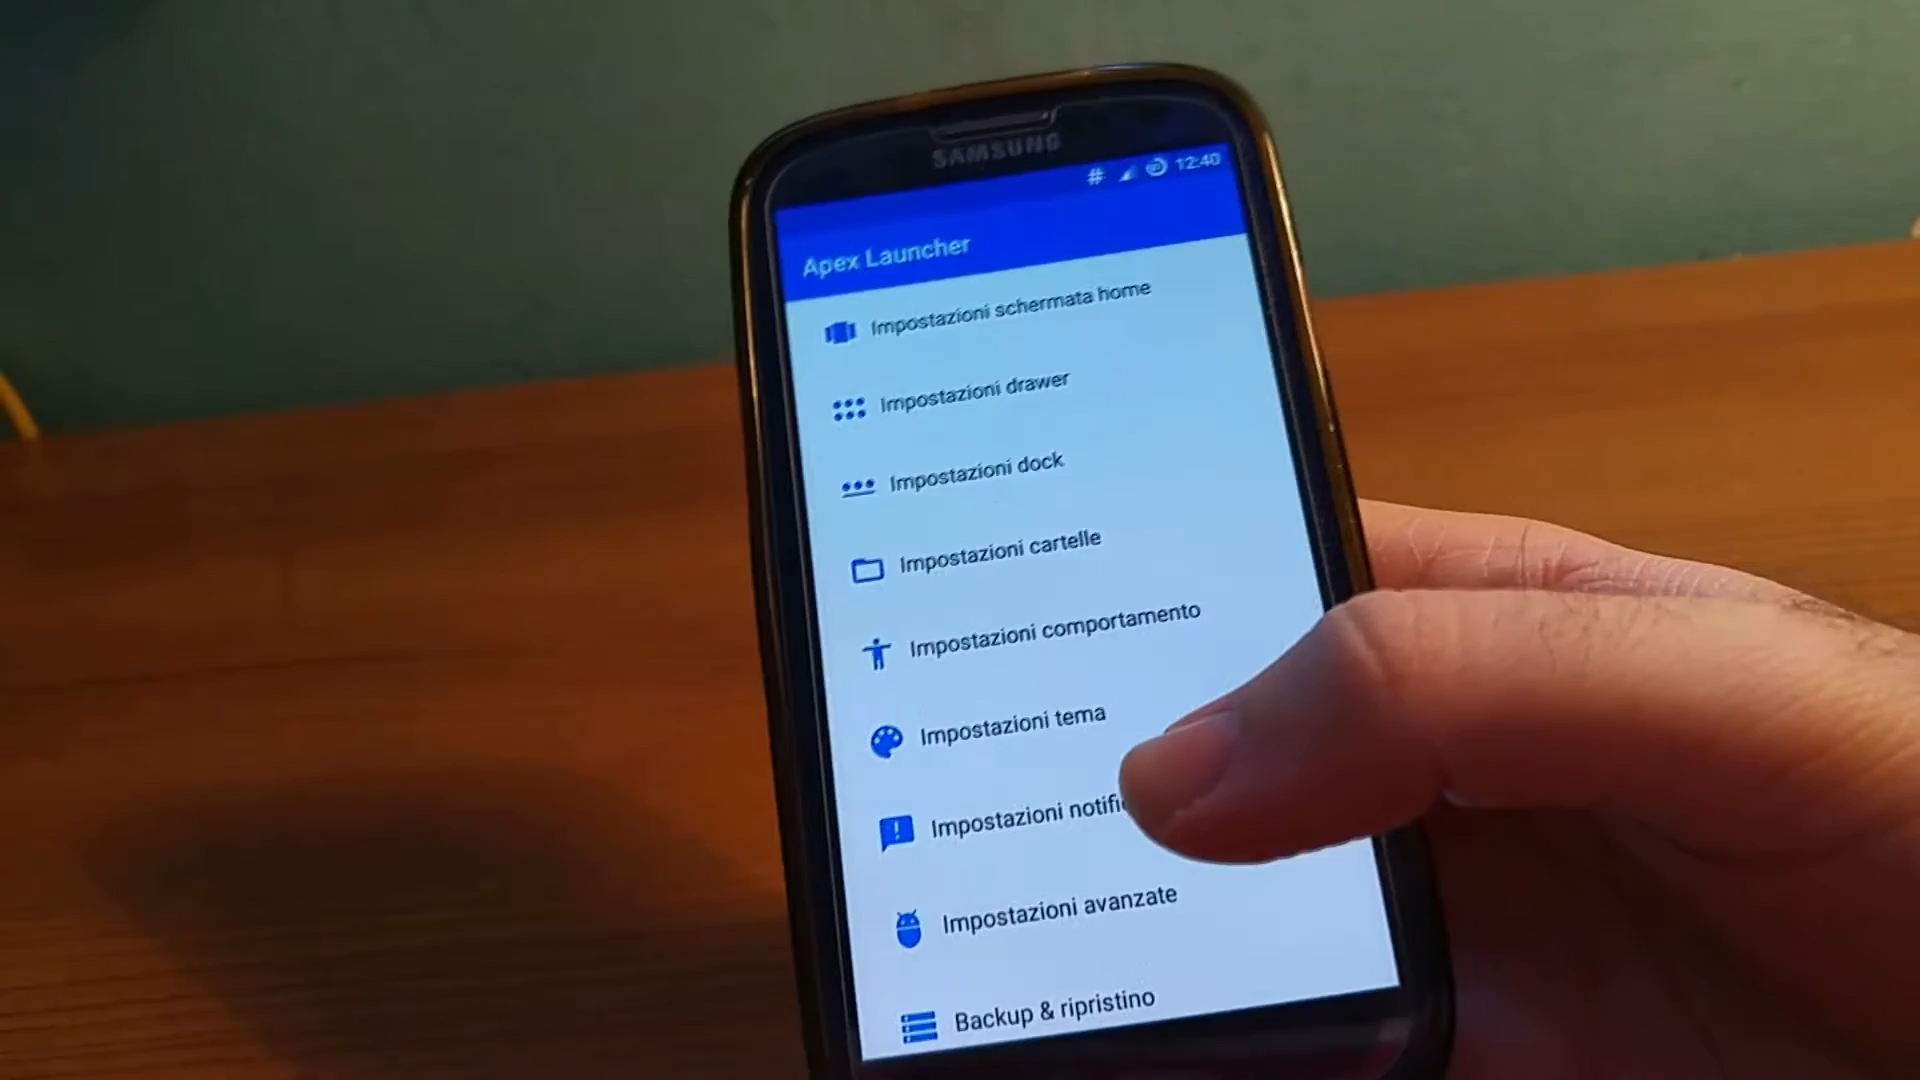 SAMSUNG
# 12:40
Apex Launcher
Impostazioni schermata home
Impostazioni drawer
Impostazioni dock
Impostazioni cartelle
Impostazioni comportamento
Impostazioni tema
Impostazioni
Impostazioni avanzate
Backup & ripristino